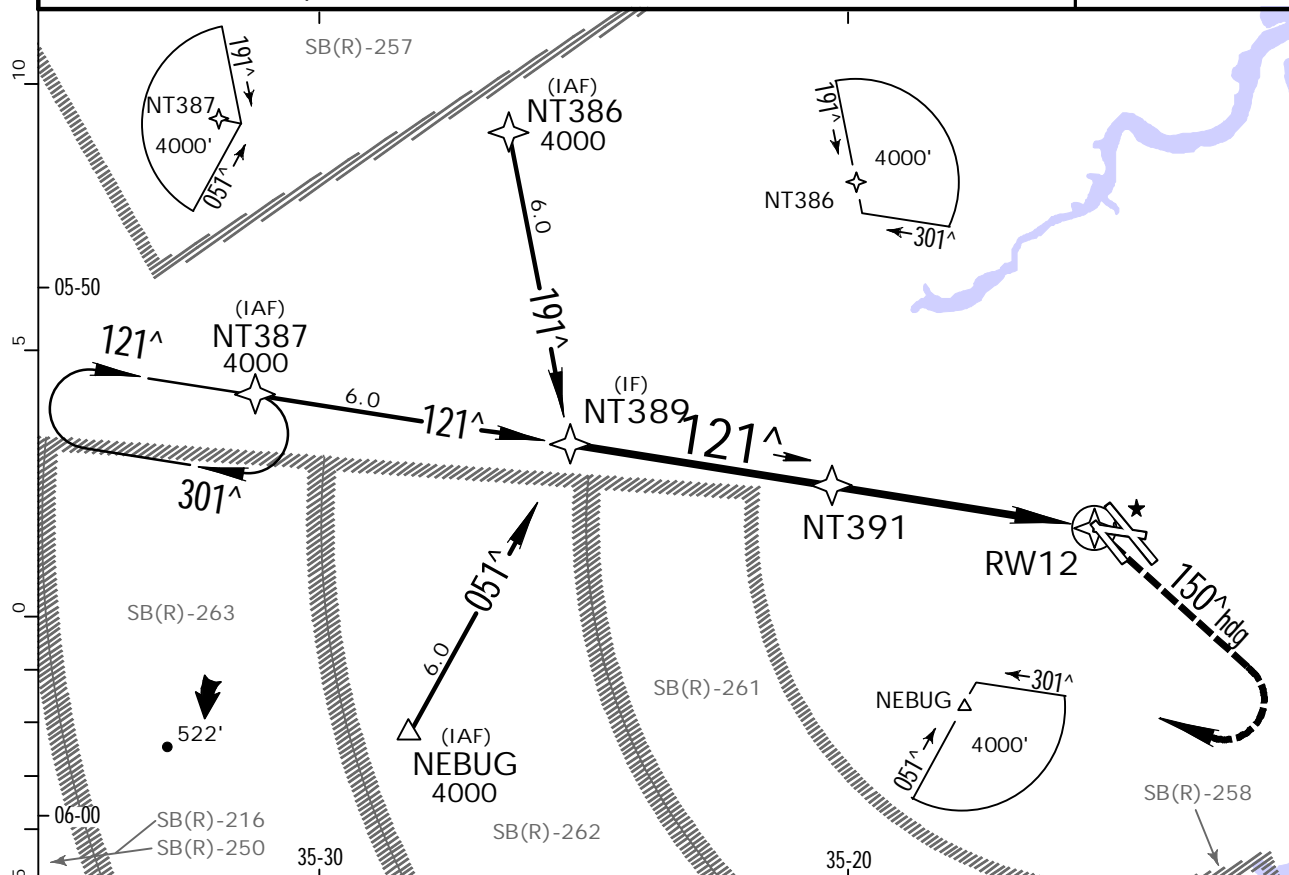 10
5
0
5
191^
NT387
4000'
051^
SB(R)-257
(IAF)
NT386
4000
6.0
191^
191^
4000'
NT386
301^
05-50
(IAF)
NT387
4000
121^
6.0
121^
301^
(IF)
NT389
121^
NT391
RW12
150^hdg
SB(R)-263
522'
051^
6.0
(IAF)
NEBUG
4000
SB(R)-261
NEBUG
301^
4000'
051^
SB(R)-258
06-00
SB(R)-216
SB(R)-250
SB(R)-262
35-30
35-20